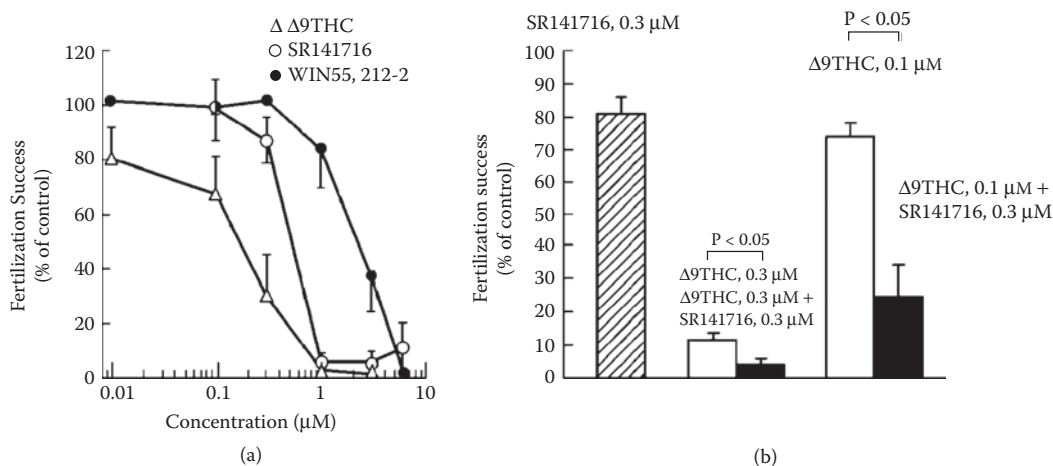 Δ Δ9THC
○ SR141716
● WIN55, 212-2
Fertilization Success
(% of control)
120
100
80
60
40
20
0
0.01
0.1
1
10
Concentration (µM)
(a)
SR141716, 0.3 µM
P < 0.05
Δ9THC, 0.1 µM
Fertilization success
(% of control)
100
90
80
70
60
50
40
30
20
10
0
P < 0.05
Δ9THC, 0.3 µM
Δ9THC, 0.3 µM +
SR141716, 0.3 µM
Δ9THC, 0.1 µM +
SR141716, 0.3 µM
(b)